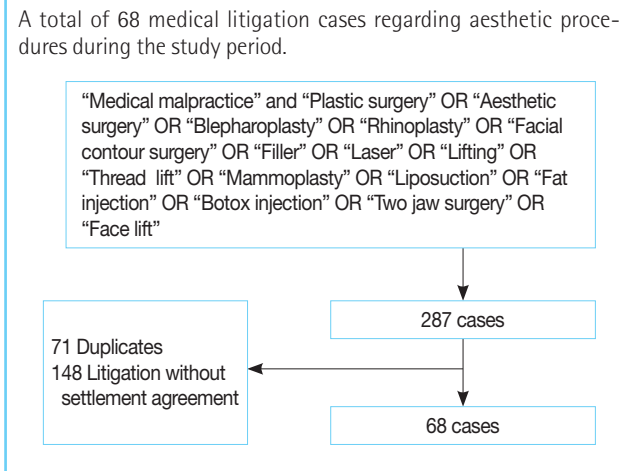 A total of 68 medical litigation cases regarding aesthetic proce-
dures during the study period.
“Medical malpractice” and “Plastic surgery” OR “Aesthetic
surgery” OR “Blepharoplasty” OR “Rhinoplasty” OR “Facial
contour surgery” OR “Filler” OR “Laser” OR “Lifting” OR
“Thread lift” OR “Mammoplasty” OR “Liposuction” OR “Fat
injection” OR “Botox injection” OR “Two jaw surgery” OR
“Face lift”
287 cases
71 Duplicates
148 Litigation without
settlement agreement
68 cases